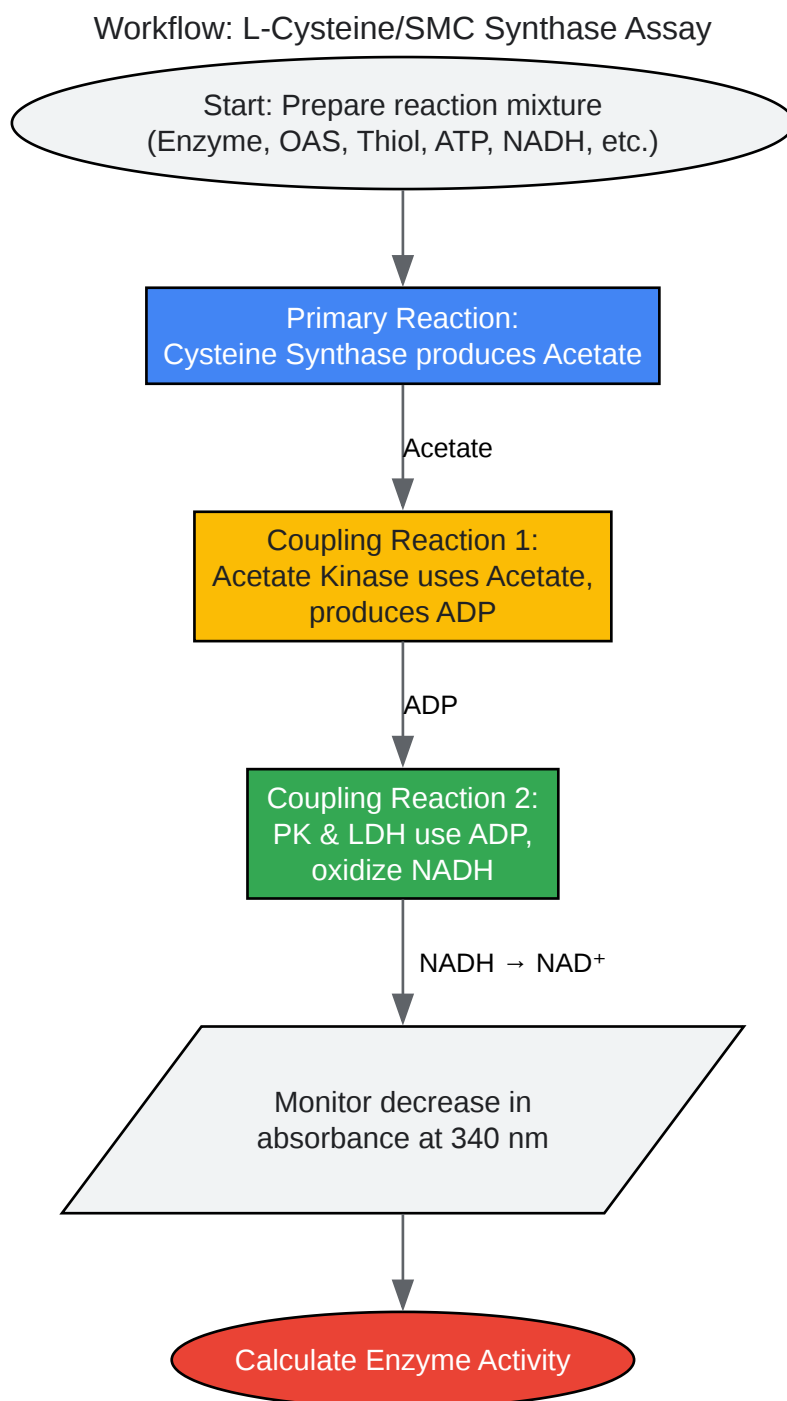 Workflow: L-Cysteine/SMC Synthase Assay
Start: Prepare reaction mixture
(Enzyme, OAS, Thiol, ATP, NADH, etc.)
Primary Reaction:
Cysteine Synthase produces Acetate
Acetate
Coupling Reaction 1:
Acetate Kinase uses Acetate,
produces ADP
ADP
Coupling Reaction 2:
PK & LDH use ADP,
oxidize NADH
NADH → NAD⁺
Monitor decrease in
absorbance at 340 nm
Calculate Enzyme Activity